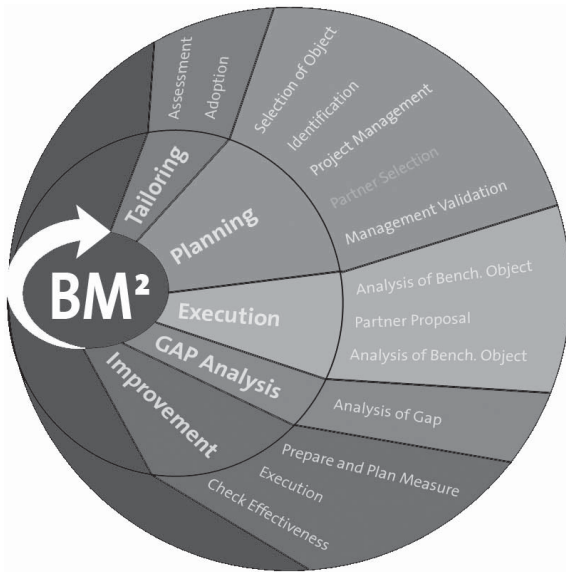 BM²
Tailoring
Assessment
Adoption
Planning
Selection of Object
Identification
Project Management
Partner Selection
Management Validation
Execution
Analysis of Bench. Object
Partner Proposal
Analysis of Bench. Object
GAP Analysis
Analysis of Gap
Improvement
Prepare and Plan Measure
Execution
Check Effectiveness